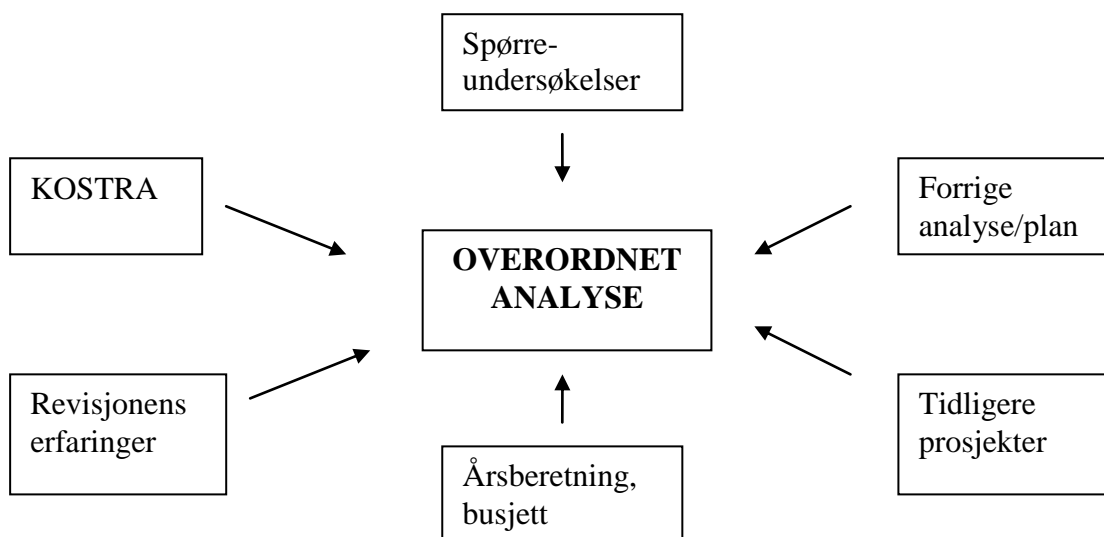 Spørre-
undersøkelser
KOSTRA
Forrige
analyse/plan
OVERORDNET
ANALYSE
Revisjonens
erfaringer
Tidligere
prosjekter
Årsberetning,
busjett